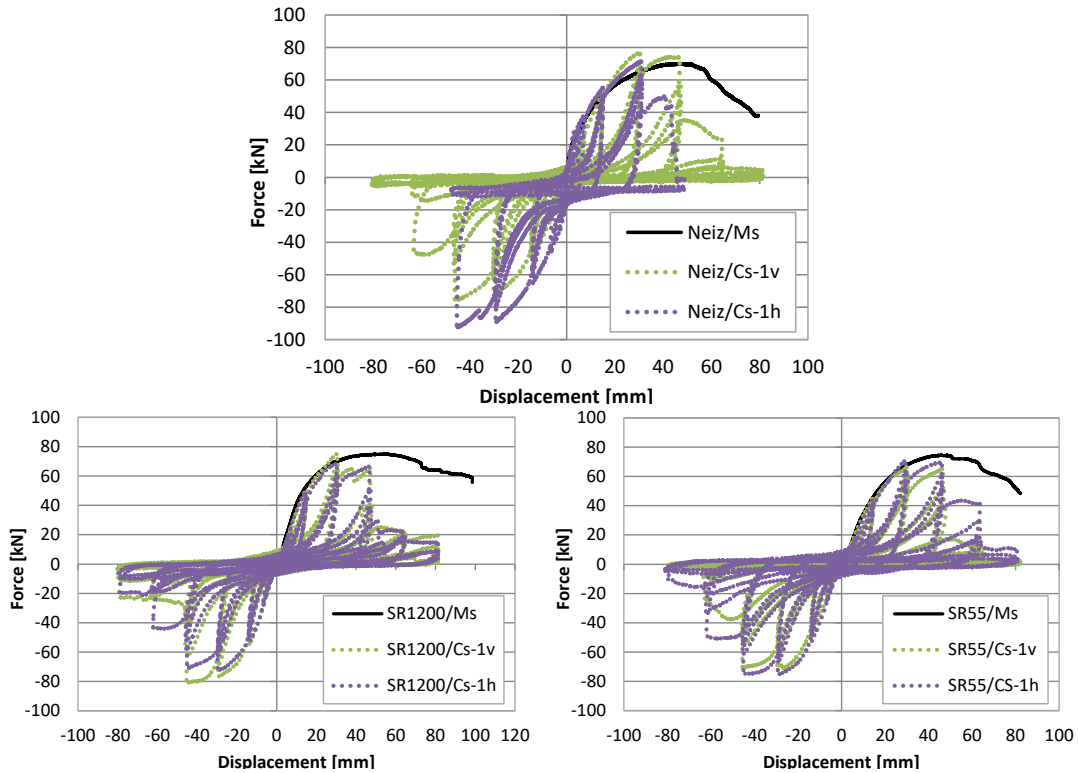 100
80
60
40
20
0
-20
-40
-60
-80
-100
Force [kN]
-100 -80 -60 -40 -20 0 20 40 60 80 100
Displacement [mm]
Neiz/Ms
Neiz/Cs-1v
Neiz/Cs-1h
100
80
60
40
20
0
-20
-40
-60
-80
-100
Force [kN]
-100 -80 -60 -40 -20 0 20 40 60 80 100 120
Displacement [mm]
SR1200/Ms
SR1200/Cs-1v
SR1200/Cs-1h
100
80
60
40
20
0
-20
-40
-60
-80
-100
Force [kN]
-100 -80 -60 -40 -20 0 20 40 60 80 100
Displacement [mm]
SR55/Ms
SR55/Cs-1v
SR55/CS-1h